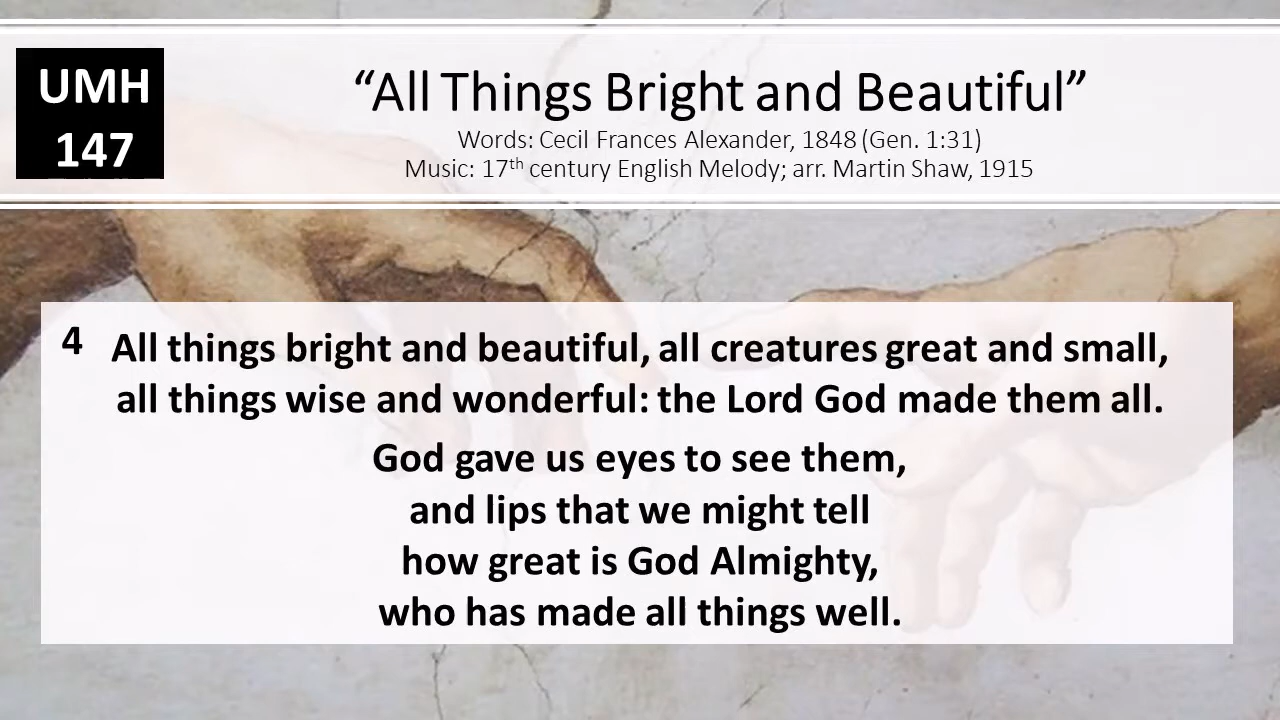 UMH
147
“All Things Bright and Beautiful”
Words: Cecil Frances Alexander, 1848 (Gen. 1:31)
Music: 17th century English Melody; arr. Martin Shaw, 1915
4 All things bright and beautiful, all creatures great and small,
all things wise and wonderful: the Lord God made them all.
God gave us eyes to see them,
and lips that we might tell
how great is God Almighty,
who has made all things well.